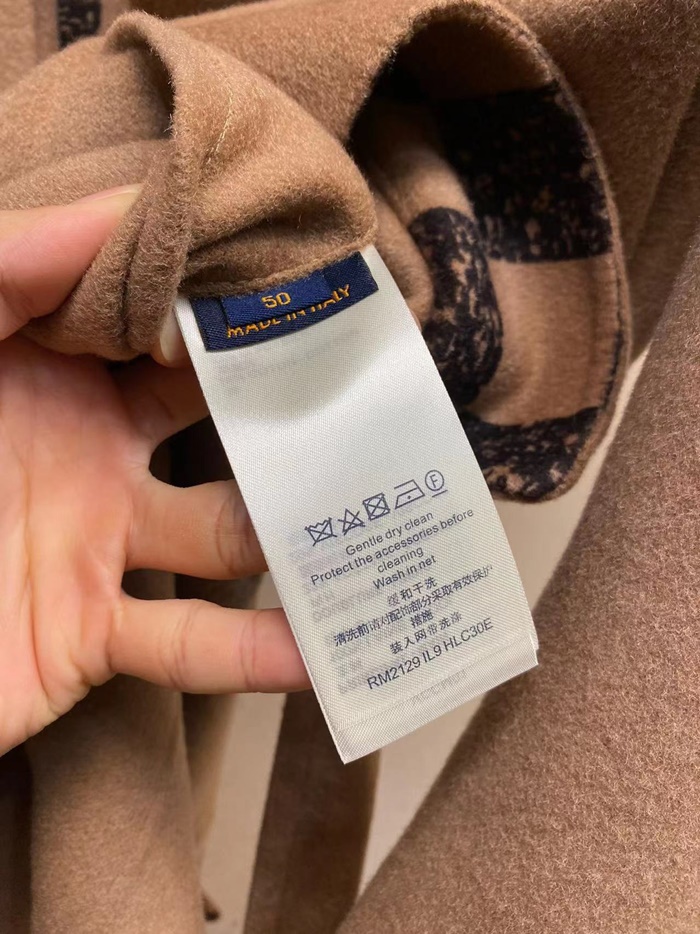 50
MADE IN ITALY
F
Gentle dry clean
Protect the accessories before
cleaning
Wash in net
缓和干洗
清洗前请对配饰部分采取有效保护
措施
装入网带洗涤
RM2129 IL9 HLC30E